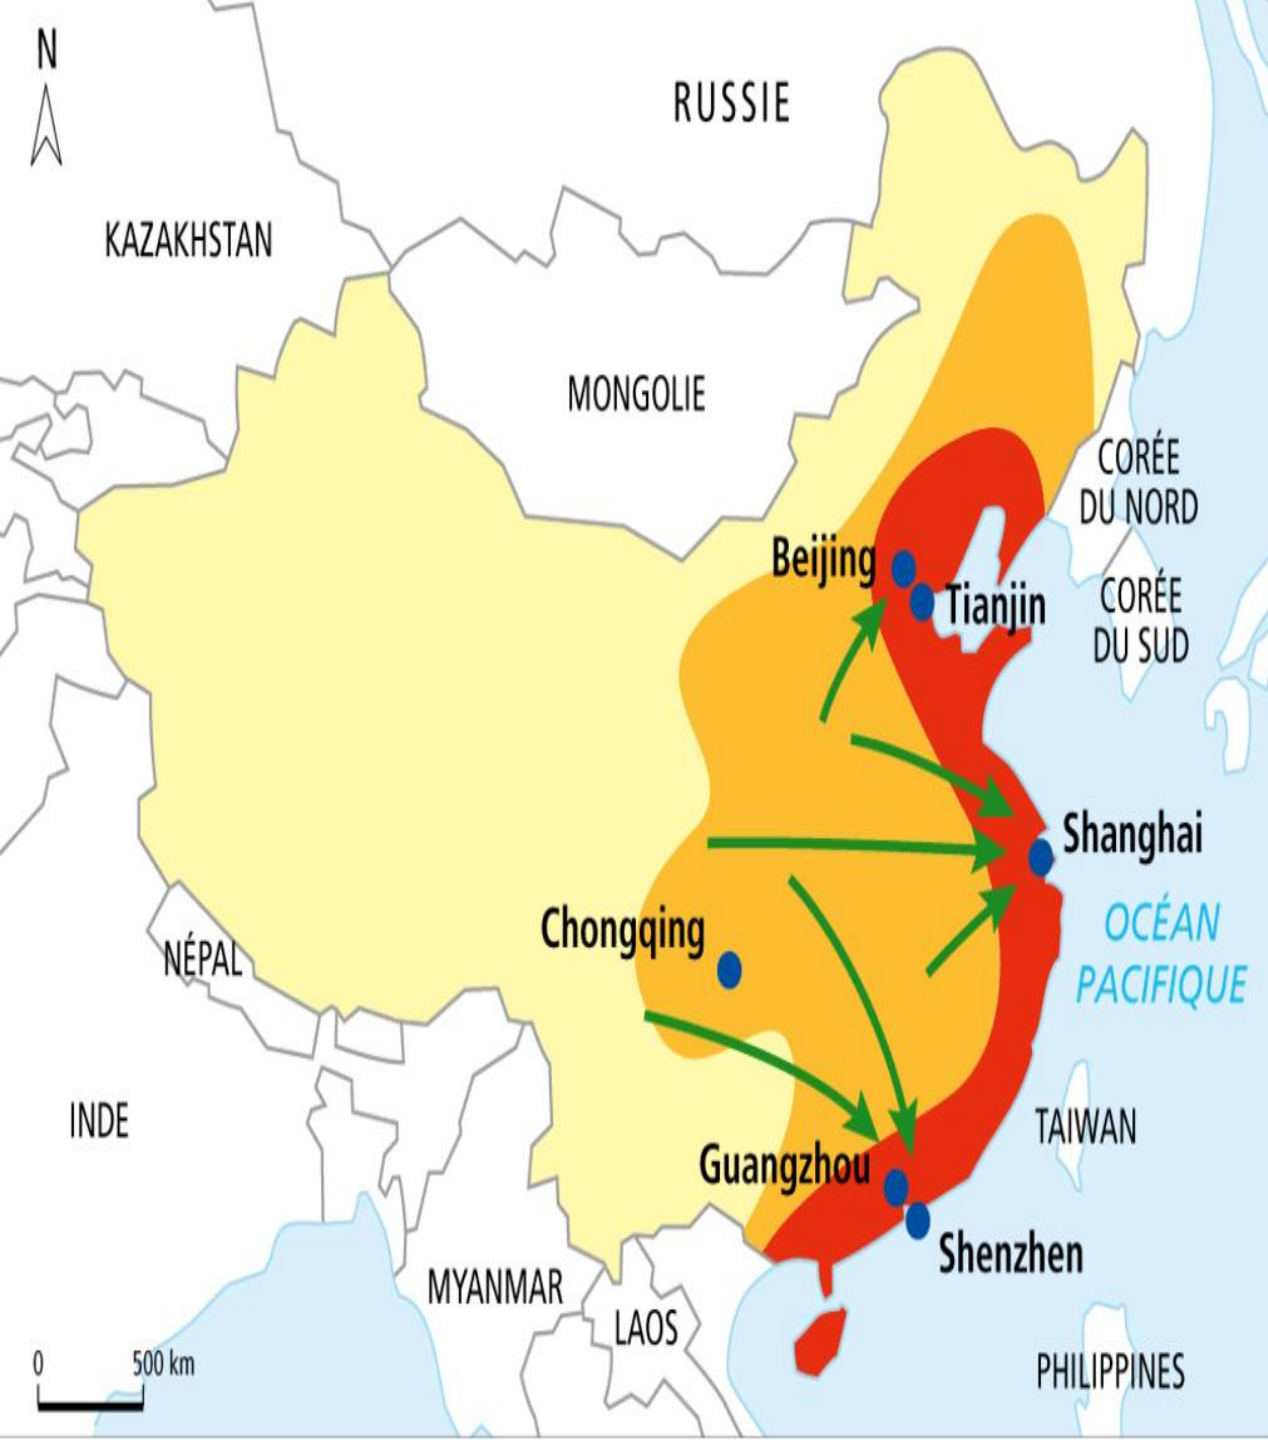 N
RUSSIE
KAZAKHSTAN
MONGOLIE
CORÉE
DU NORD
Beijing
Tianjin
CORÉE
DU SUD
Shanghai
Chongqing
OCÉAN
PACIFIQUE
NÉPAL
INDE
TAIWAN
Guangzhou
Shenzhen
MYANMAR
LAOS
0 500 km
PHILIPPINES